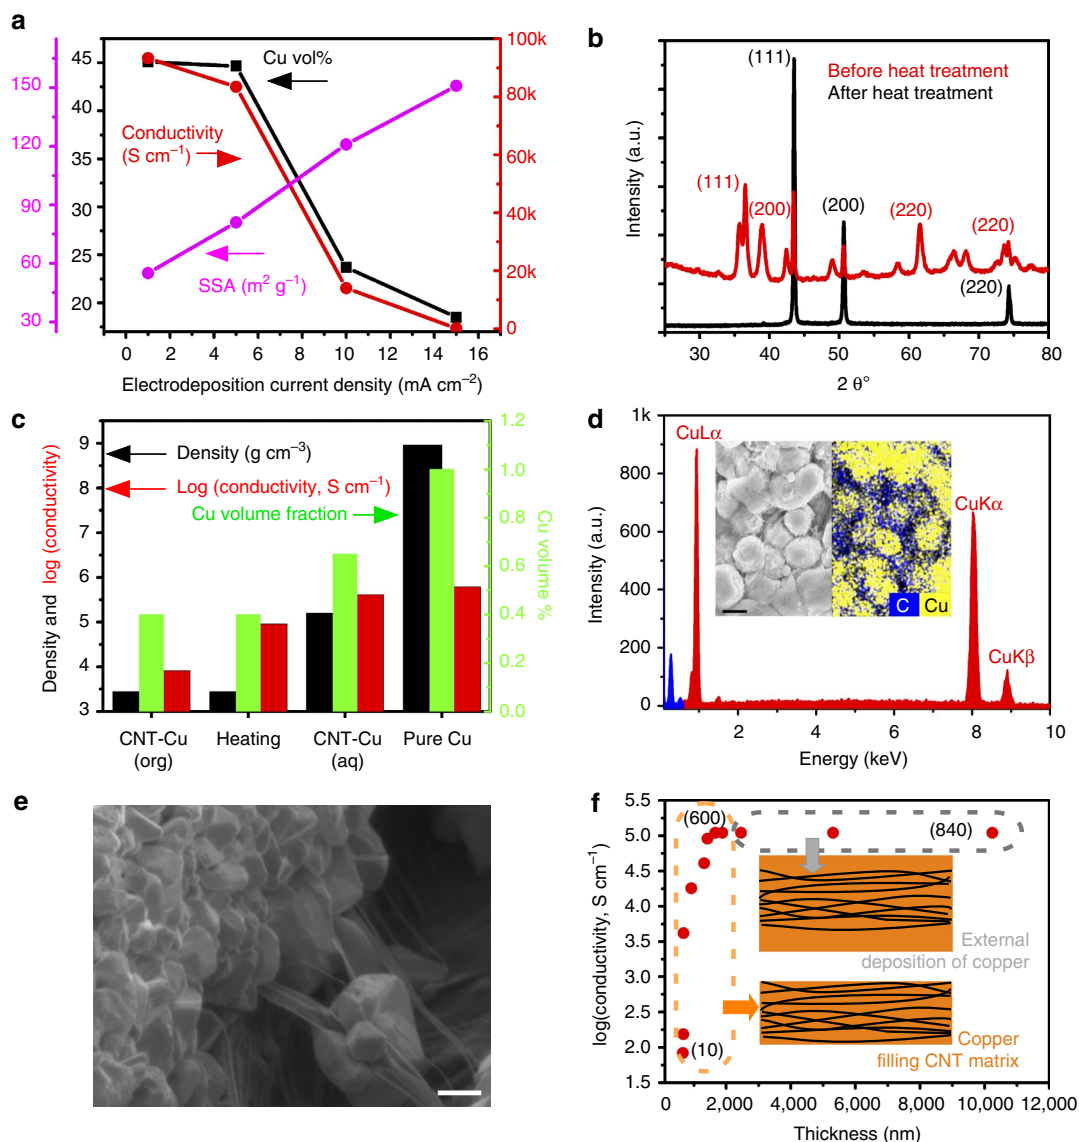 a
Cu vol%
Conductivity
(S cm⁻¹)
SSA (m² g⁻¹)
150
120
90
60
30
45
40
35
30
25
20
100k
80k
60k
40k
20k
0
0 2 4 6 8 10 12 14 16
Electrodeposition current density (mA cm⁻²)
b
Before heat treatment
After heat treatment
(111)
(111)
(200)
(200)
(220)
(220)
(220)
Intensity (a.u.)
30 40 50 60 70 80
2 θ°
c
Density (g cm⁻³)
Log (conductivity, S cm⁻¹)
Cu volume fraction
Density and log (conductivity)
9
8
7
6
5
4
3
1.2
1.0
0.8
0.6
0.4
0.2
0.0
Cu volume %
CNT-Cu
(org)
Heating
CNT-Cu
(aq)
Pure Cu
d
1k
800
600
400
200
0
Intensity (a.u.)
CuLα
CuKα
CuKβ
C
Cu
2 4 6 8 10
Energy (keV)
e
f
5.5
5.0
4.5
4.0
3.5
3.0
2.5
2.0
1.5
log(conductivity, S cm⁻¹)
(600)
(840)
(10)
External
deposition of copper
Copper
filling CNT matrix
0 2,000 4,000 6,000 8,000 10,000 12,000
Thickness (nm)